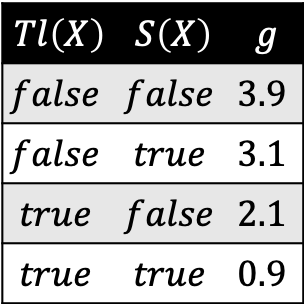 Tl(X) S(X) g
false false 3.9
false true 3.1
true false 2.1
true true 0.9